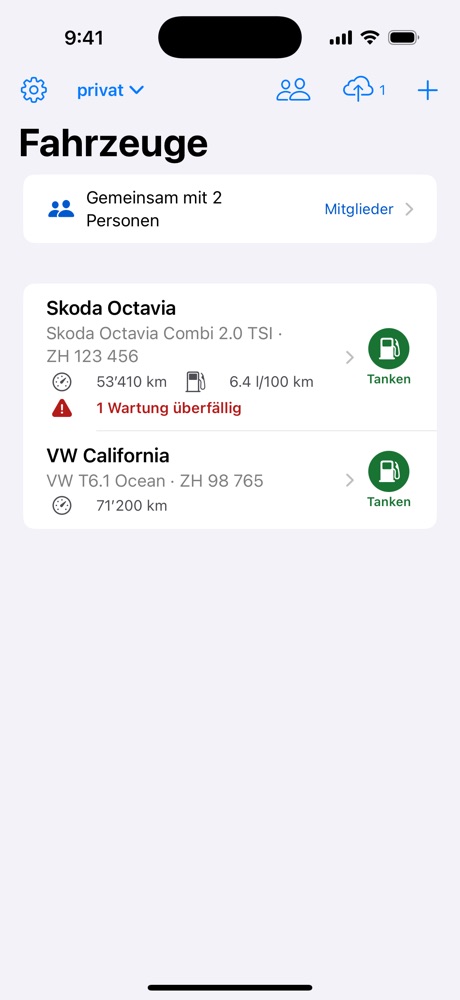 9:41
privat
1
Fahrzeuge
Gemeinsam mit 2
Personen
Mitglieder
Skoda Octavia
Skoda Octavia Combi 2.0 TSI ·
ZH 123 456
53’410 km 6.4 l/100 km
1 Wartung überfällig
Tanken
VW California
VW T6.1 Ocean · ZH 98 765
71’200 km
Tanken